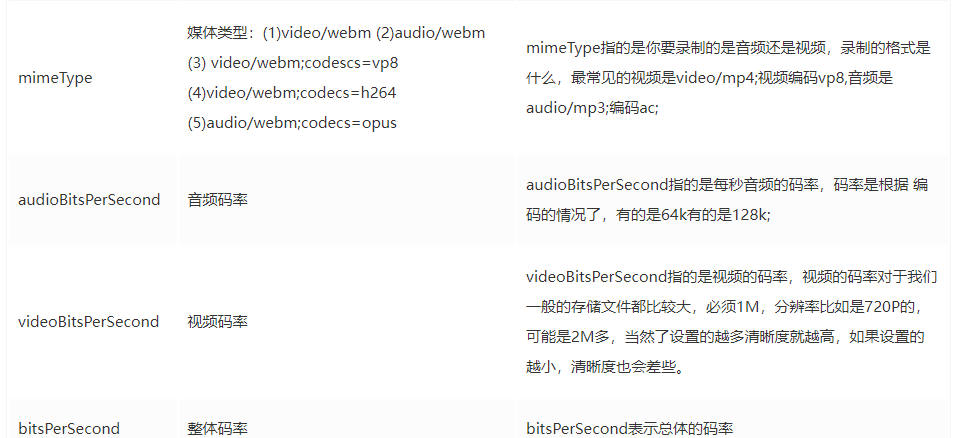 mimeType
媒体类型：(1)video/webm (2)audio/webm
(3) video/webm;codescs=vp8
(4)video/webm;codecs=h264
(5)audio/webm;codecs=opus
mimeType指的是你要录制的是音频还是视频，录制的格式是
什么，最常见的视频是video/mp4;视频编码vp8,音频是
audio/mp3;编码ac;
audioBitsPerSecond
音频码率
audioBitsPerSecond指的是每秒音频的码率，码率是根据 编
码的情况了，有的是64k有的是128k;
videoBitsPerSecond
视频码率
videoBitsPerSecond指的是视频的码率，视频的码率对于我们
一般的存储文件都比较大，必须1M，分辨率比如是720P的，
可能是2M多，当然了设置的越多清晰度就越高，如果设置的
越小，清晰度也会差些。
bitsPerSecond
整体码率
bitsPerSecond表示总体的码率